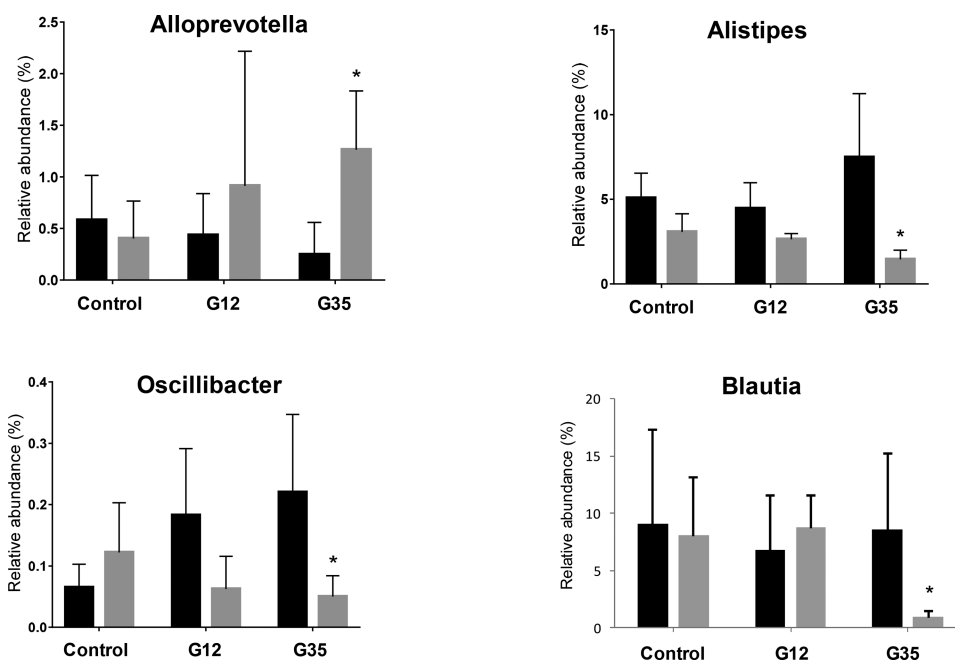 Alloprevotella
Relative abundance (%)
2.5
2.0
1.5
1.0
0.5
0.0
*
Control G12 G35
Alistipes
Relative abundance (%)
15
10
5
0
*
Control G12 G35
Oscillibacter
Relative abundance (%)
0.4
0.3
0.2
0.1
0.0
*
Control G12 G35
Blautia
Relative abundance (%)
20
15
10
5
0
*
Control G12 G35